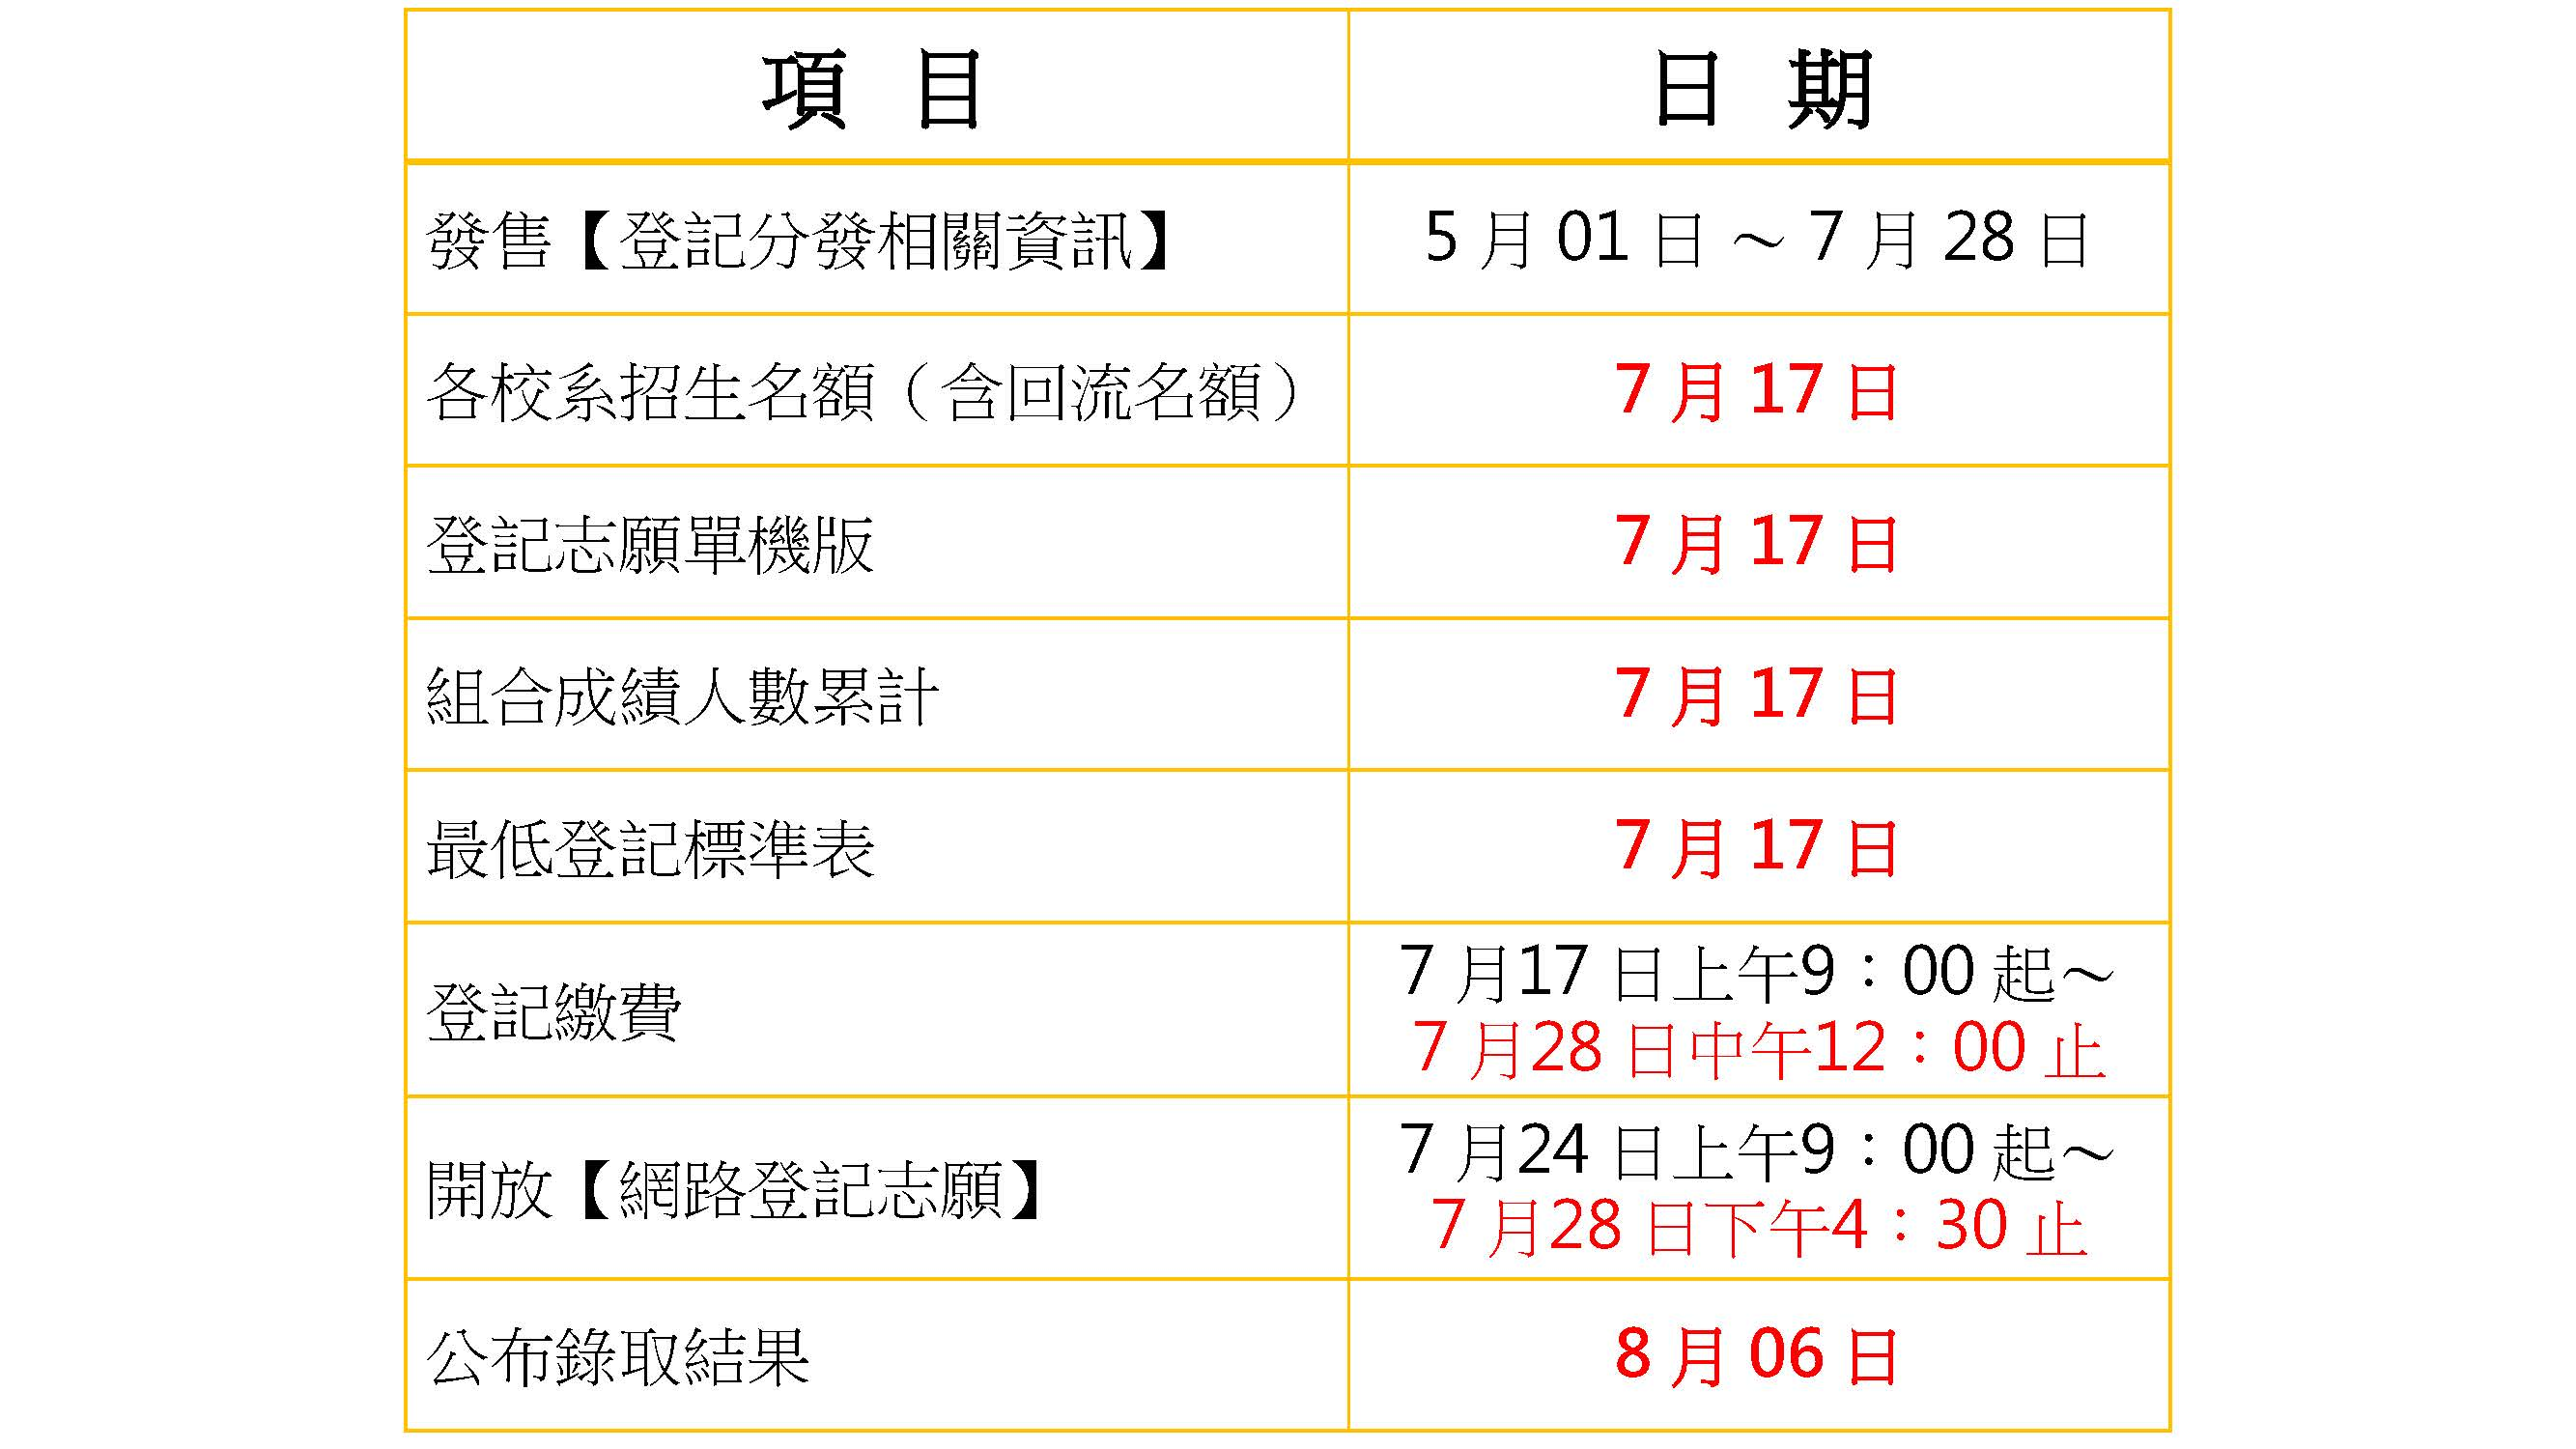 項 目
日 期
發售【登記分發相關資訊】
5 月 01 日 ～ 7 月 28 日
各校系招生名額（含回流名額）
7 月 17 日
登記志願單機版
7 月 17 日
組合成績人數累計
7 月 17 日
最低登記標準表
7 月 17 日
登記繳費
7 月17 日上午9：00 起～
7 月28 日中午12：00 止
開放【網路登記志願】
7 月24 日上午9：00 起～
7 月28 日下午4：30 止
公布錄取結果
8 月 06 日